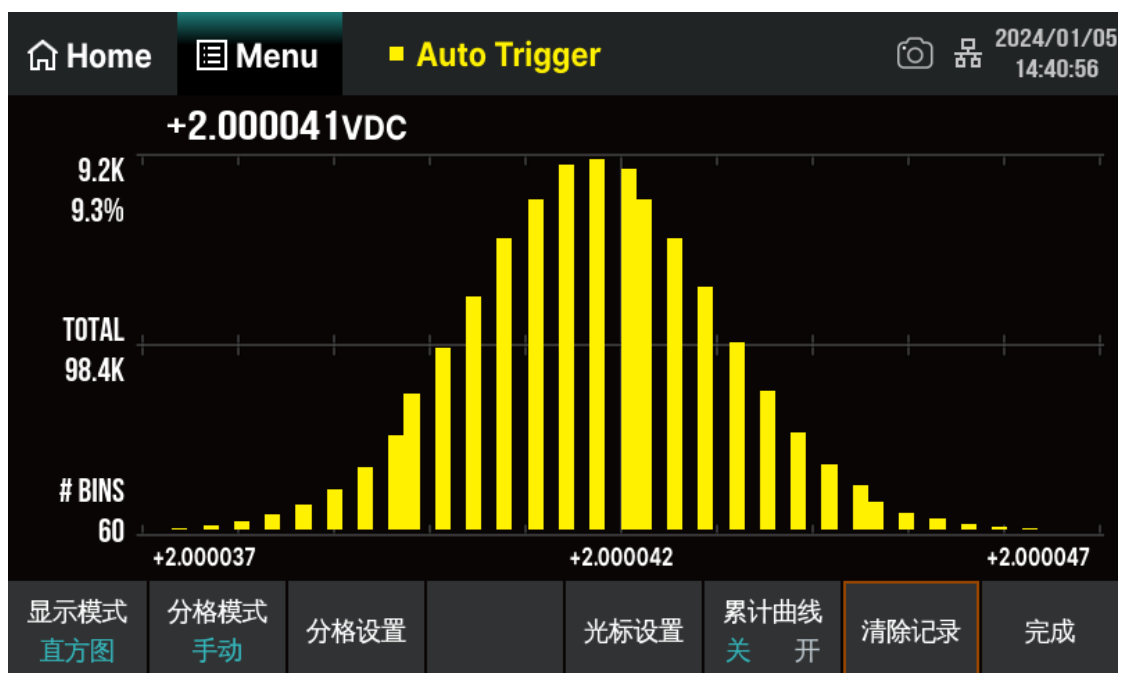 Home Menu Auto Trigger 2024/01/05
14:40:56
+2.000041VDC
9.2K
9.3%
TOTAL
98.4K
# BINS
60
+2.000037 +2.000042 +2.000047
显示模式 分格模式 分格设置 光标设置 累计曲线 清除记录 完成
直方图 手动 关 开